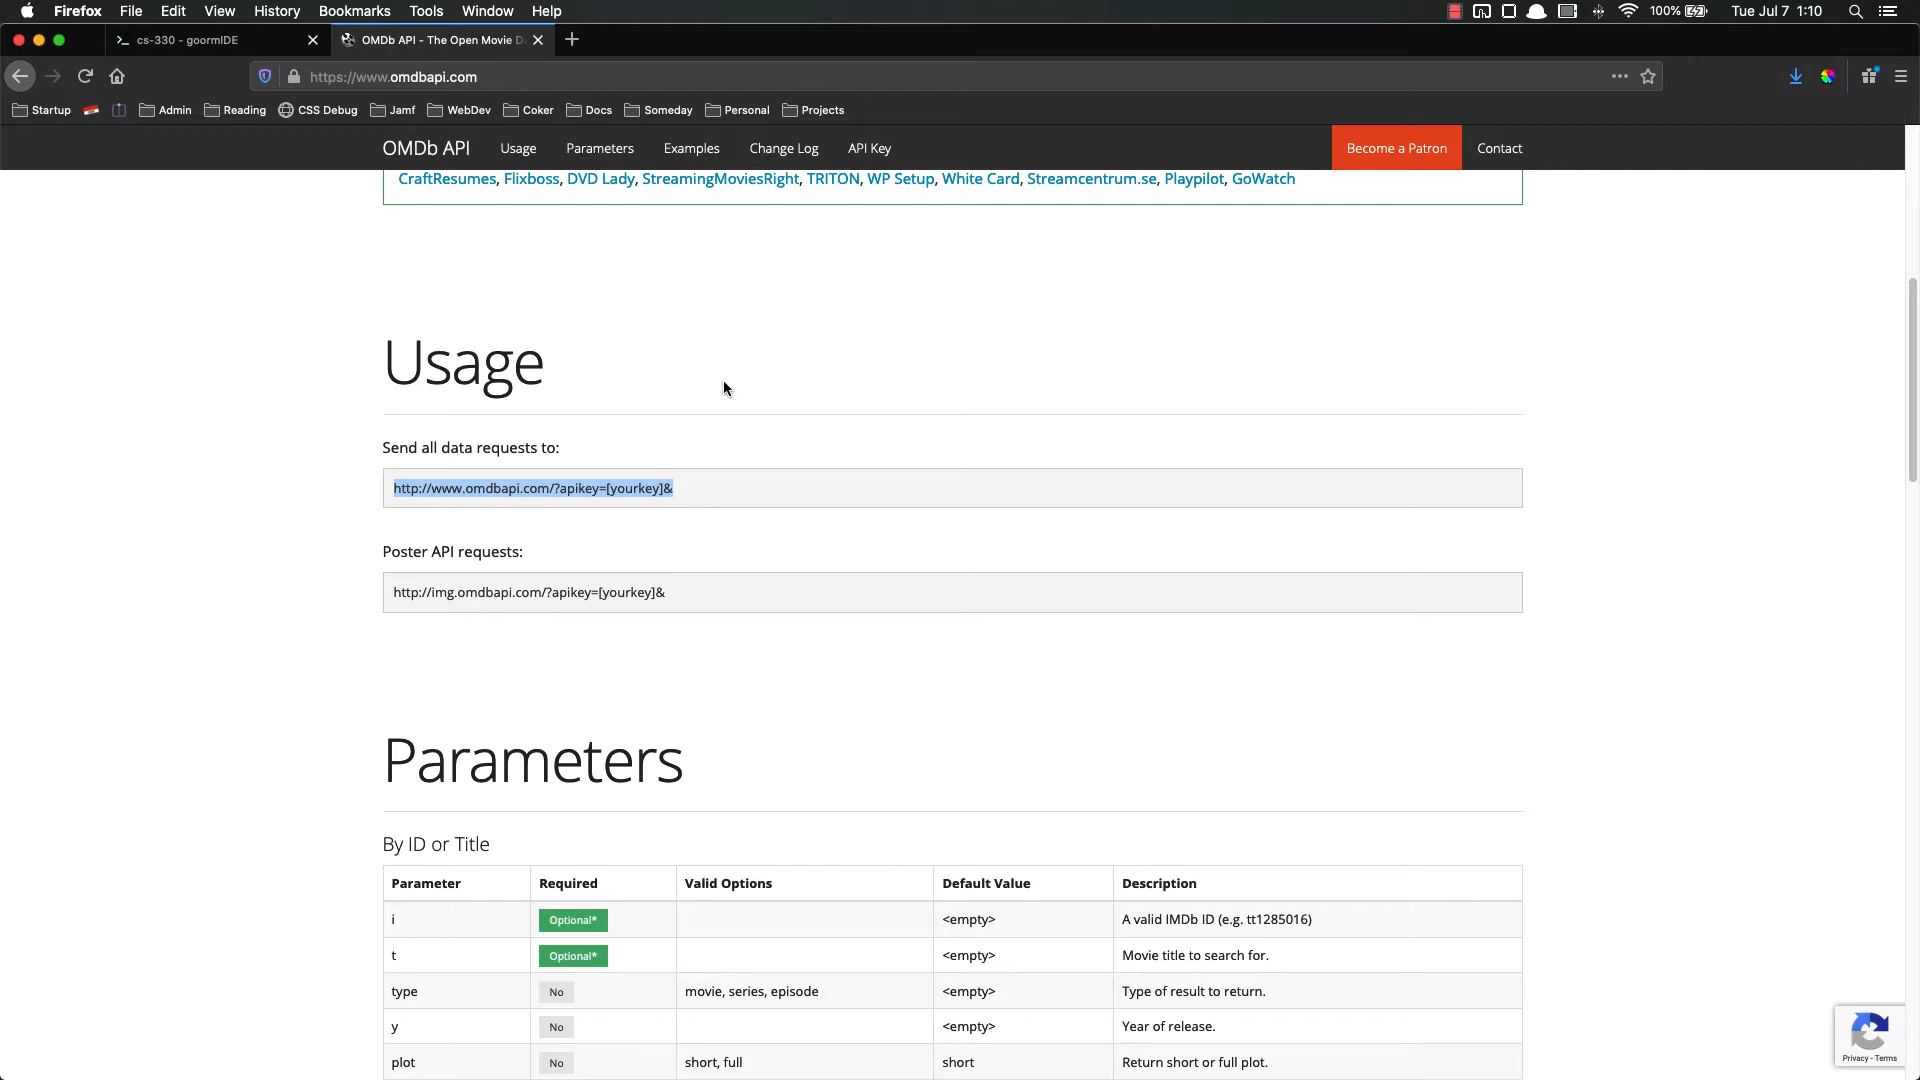 Firefox File Edit View History Bookmarks Tools Window Help 100% Tue Jul 7 1:10
cs-330 - goormIDE
OMDb API - The Open Movie D
https://www.omdbapi.com
Startup Admin Reading CSS Debug Jamf WebDev Coker Docs Someday Personal Projects
OMDb API Usage Parameters Examples Change Log API Key Become a Patron Contact
CraftResumes, Flixboss, DVD Lady, StreamingMoviesRight, TRITON, WP Setup, White Card, Streamcentrum.se, Playpilot, GoWatch
Usage
Send all data requests to:
http://www.omdbapi.com/?apikey=[yourkey]&
Poster API requests:
http://img.omdbapi.com/?apikey=[yourkey]&
Parameters
By ID or Title
Parameter Required Valid Options Default Value Description
i Optional* <empty> A valid IMDb ID (e.g. tt1285016)
t Optional* <empty> Movie title to search for.
type No movie, series, episode <empty> Type of result to return.
y No <empty> Year of release.
plot No short, full short Return short or full plot.
Privacy - Terms